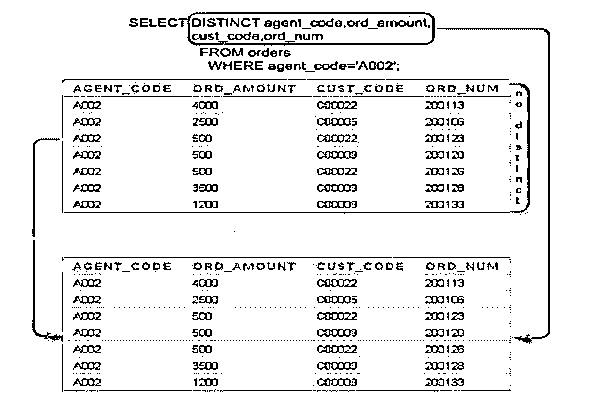 SELECT DISTINCT agent_code,ord_amount,
cust_code,ord_num
FROM orders
WHERE agent_code='A002';
AGENT_CODE ORD_AMOUNT CUST_CODE ORD_NUM
A002 4000 C00022 200113
A002 2500 C00005 200106
A002 500 C00022 200123
A002 500 C00009 200120
A002 500 C00022 200126
A002 3500 C00009 200128
A002 1200 C00009 200133
no distinct
AGENT_CODE ORD_AMOUNT CUST_CODE ORD_NUM
A002 4000 C00022 200113
A002 2500 C00005 200106
A002 500 C00022 200123
A002 500 C00009 200120
A002 500 C00022 200126
A002 3500 C00009 200128
A002 1200 C00009 200133